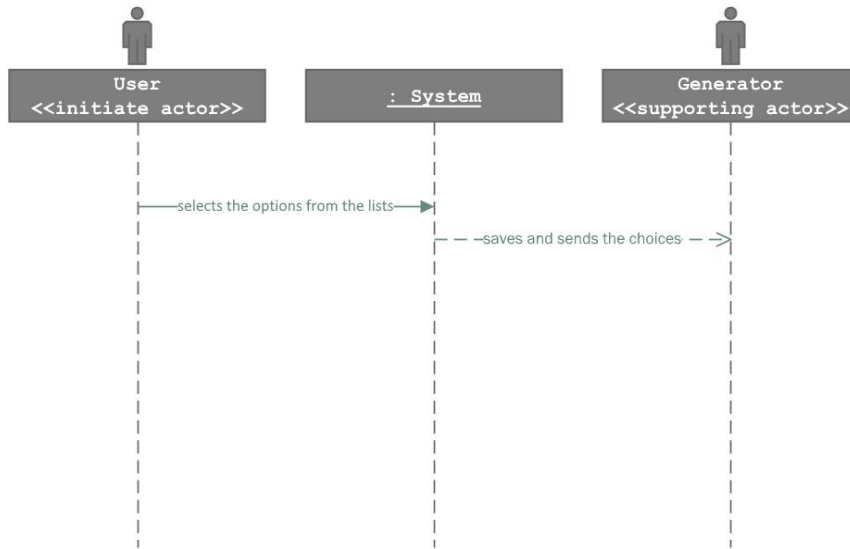 User
<<initiate actor>>
: System
Generator
<<supporting actor>>
selects the options from the lists
saves and sends the choices